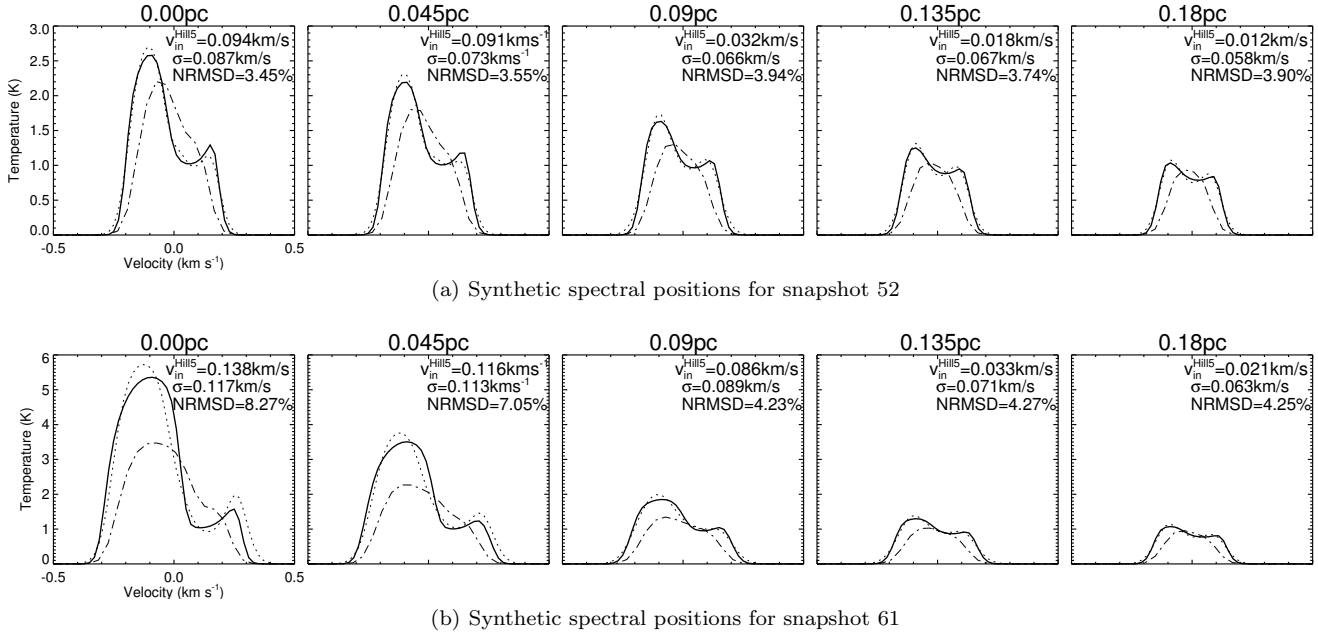 0.00pc 0.045pc 0.09pc 0.135pc 0.18pc
v_in^Hill5=0.094km/s v_in^Hill5=0.091kms⁻¹ v_in^Hill5=0.032km/s v_in^Hill5=0.018km/s v_in^Hill5=0.012km/s
σ=0.087km/s σ=0.073kms⁻¹ σ=0.066km/s σ=0.067km/s σ=0.058km/s
NRMSD=3.45% NRMSD=3.55% NRMSD=3.94% NRMSD=3.74% NRMSD=3.90%
3.0
2.5
2.0
1.5
1.0
0.5
0.0
Temperature (K)
-0.5 0.0 0.5
Velocity (km s⁻¹)
(a) Synthetic spectral positions for snapshot 52
0.00pc 0.045pc 0.09pc 0.135pc 0.18pc
v_in^Hill5=0.138km/s v_in^Hill5=0.116kms⁻¹ v_in^Hill5=0.086km/s v_in^Hill5=0.033km/s v_in^Hill5=0.021km/s
σ=0.117km/s σ=0.113kms⁻¹ σ=0.089km/s σ=0.071km/s σ=0.063km/s
NRMSD=8.27% NRMSD=7.05% NRMSD=4.23% NRMSD=4.27% NRMSD=4.25%
6
5
4
3
2
1
0
Temperature (K)
-0.5 0.0 0.5
Velocity (km s⁻¹)
(b) Synthetic spectral positions for snapshot 61